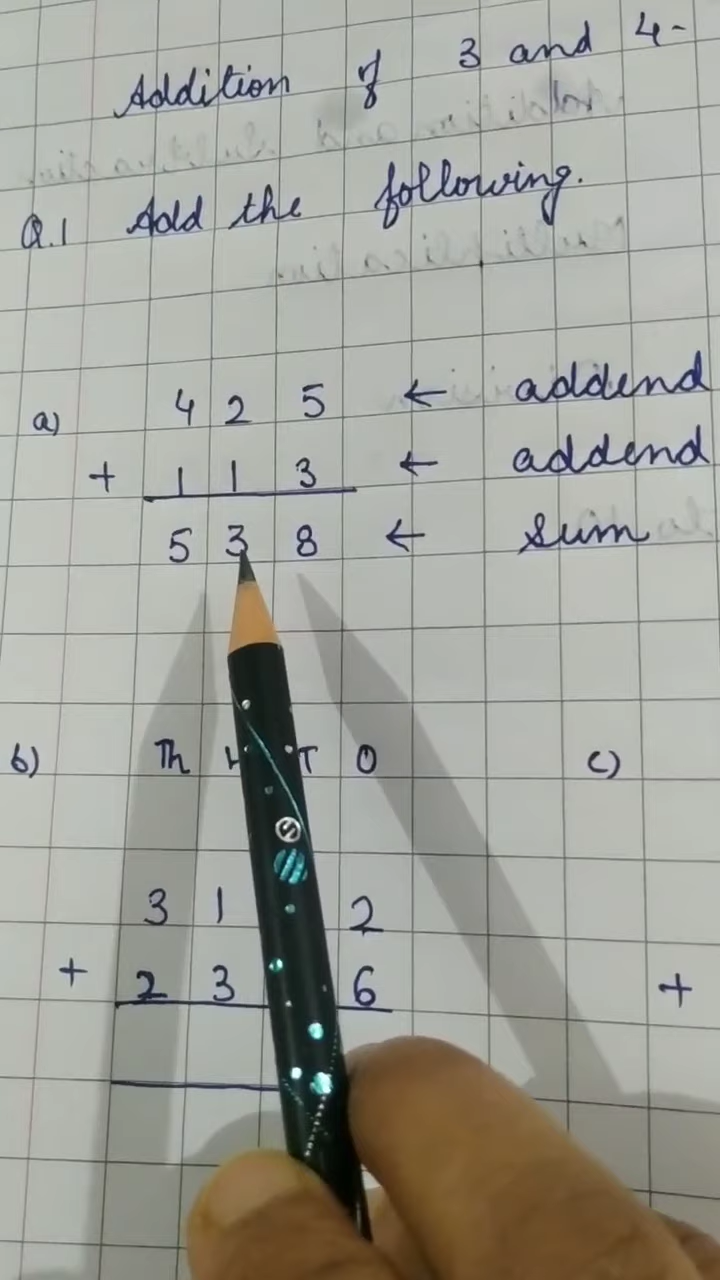 Addition of 3 and 4-
Q.1 Add the following.
a) 4 2 5 ← addend
+ 1 1 3 ← addend
5 3 8 ← sum
b) Th T O c)
3 1 2
+ 2 3 6 +